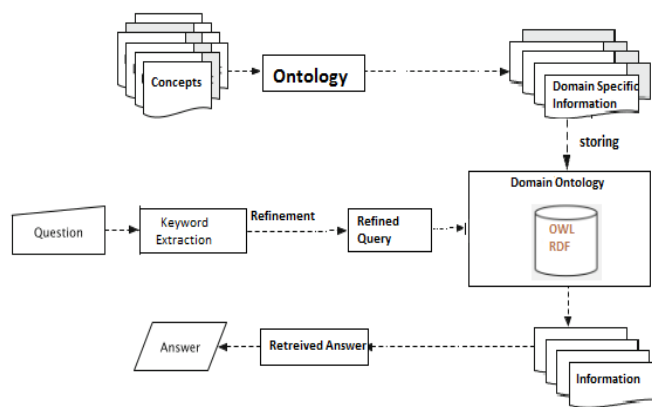 Concepts
Ontology
Domain Specific
Information
storing
Domain Ontology
OWL
RDF
Question
Keyword
Extraction
Refinement
Refined
Query
Answer
Retreived Answer
Information